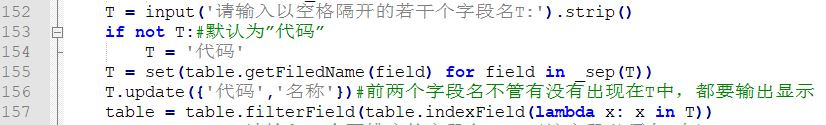 152 T = input('请输入以空格隔开的若干个字段名T:').strip()
153 if not T:#默认为”代码”
154 T = '代码'
155 T = set(table.getFiledName(field) for field in _sep(T))
156 T.update({'代码','名称'})#前两个字段名不管有没有出现在T中，都要输出显示
157 table = table.filterField(table.indexField(lambda x: x in T))